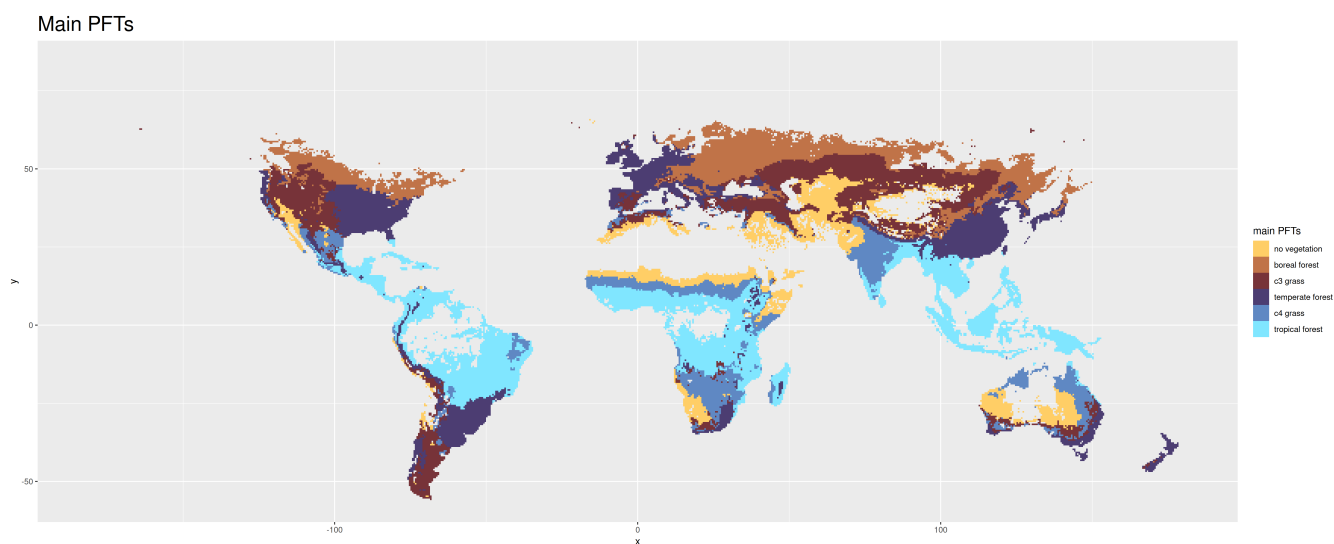 Main PFTs
50
0
-50
y
-100
0
100
x
main PFTs
no vegetation
boreal forest
c3 grass
temperate forest
c4 grass
tropical forest